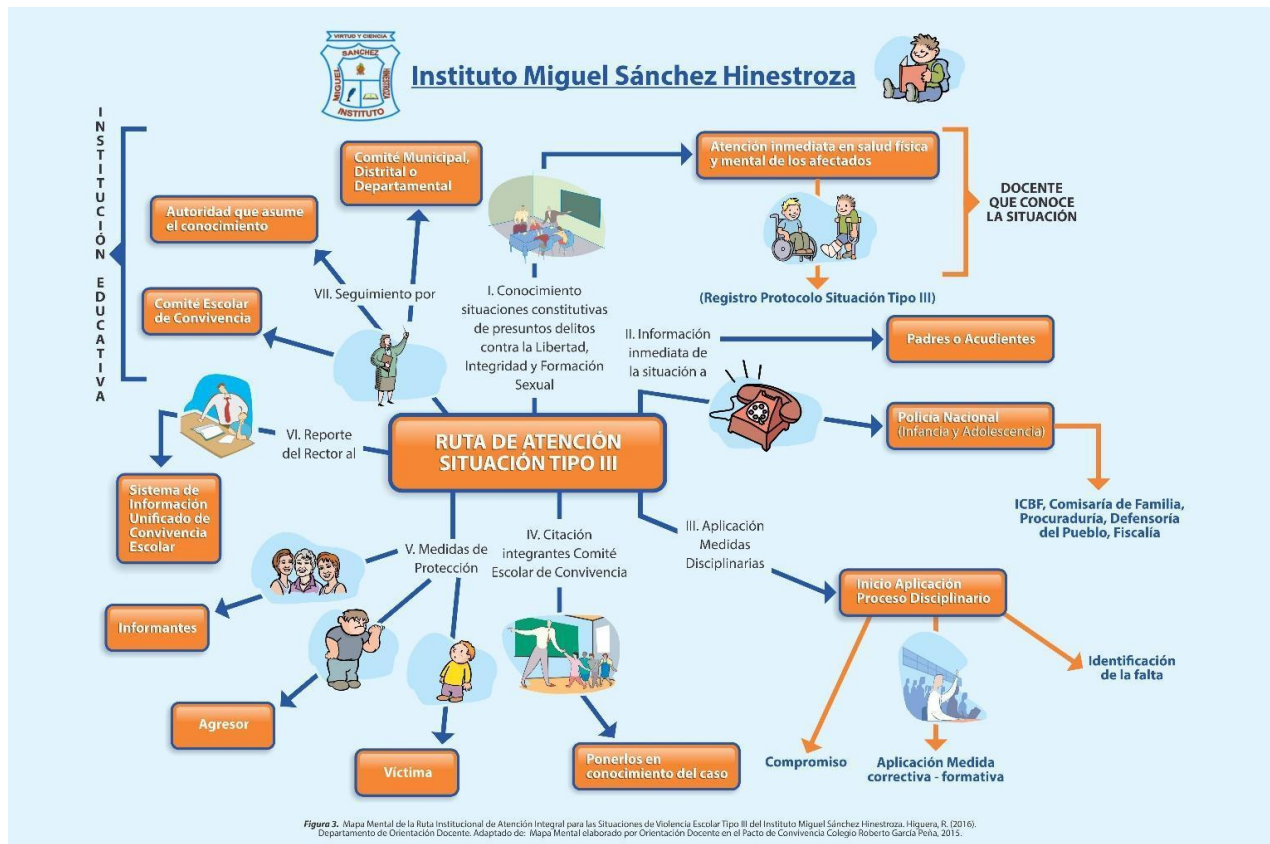 VIRTUD Y CIENCIA
SANCHEZ
MIGUEL
HINESTROZA
INSTITUTO
Instituto Miguel Sánchez Hinestroza
INSTITUCIÓN EDUCATIVA
Comité Municipal,
Distrital o
Departamental
Autoridad que asume
el conocimiento
Comité Escolar
de Convivencia
VII. Seguimiento por
I. Conocimiento
situaciones constitutivas
de presuntos delitos
contra la Libertad,
Integridad y Formación
Sexual
Atención inmediata en salud física
y mental de los afectados
DOCENTE
QUE CONOCE
LA SITUACIÓN
(Registro Protocolo Situación Tipo III)
II. Información
inmediata de
la situación a
Padres o Acudientes
Policía Nacional
(Infancia y Adolescencia)
ICBF, Comisaría de Familia,
Procuraduría, Defensoría
del Pueblo, Fiscalía
RUTA DE ATENCIÓN
SITUACIÓN TIPO III
VI. Reporte
del Rector al
Sistema de
Información
Unificado de
Convivencia
Escolar
V. Medidas de
Protección
Informantes
Agresor
Víctima
IV. Citación
integrantes Comité
Escolar de Convivencia
Ponerlos en
conocimiento del caso
III. Aplicación
Medidas
Disciplinarias
Inicio Aplicación
Proceso Disciplinario
Identificación
de la falta
Compromiso
Aplicación Medida
correctiva - formativa
Figura 3. Mapa Mental de la Ruta Institucional de Atención Integral para las Situaciones de Violencia Escolar Tipo III del Instituto Miguel Sánchez Hinestroza. Higuera, R. (2016).
Departamento de Orientación Docente. Adaptado de: Mapa Mental elaborado por Orientación Docente en el Pacto de Convivencia Colegio Roberto García Peña, 2015.